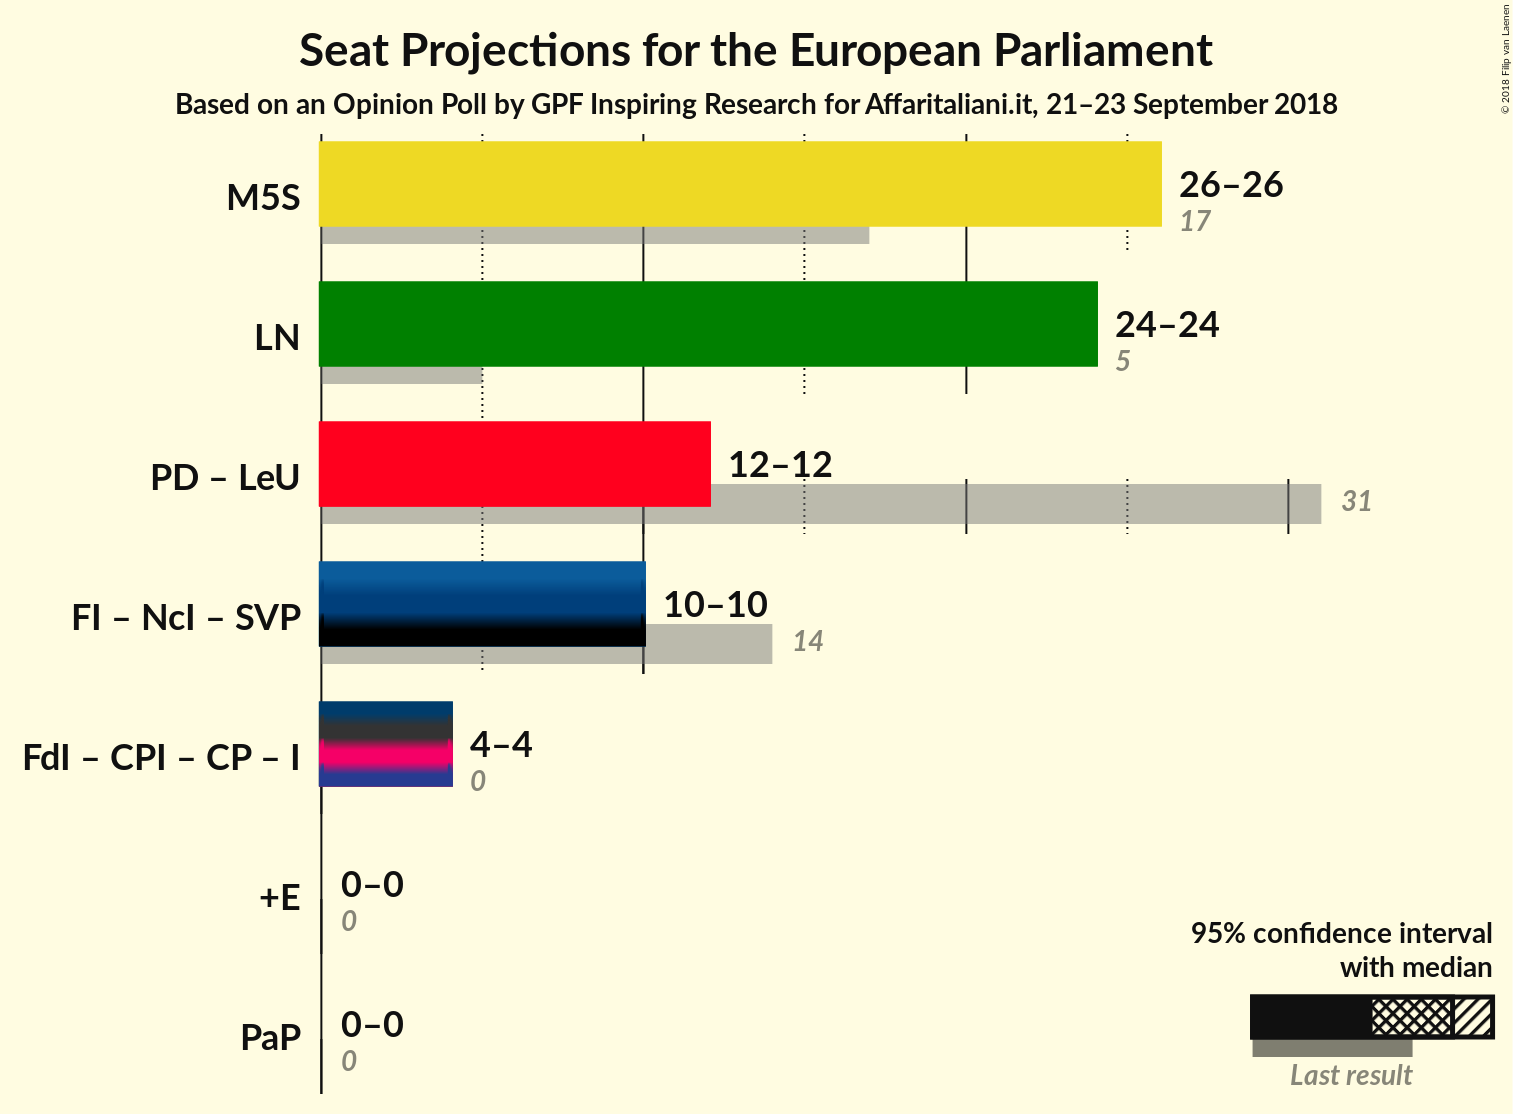 Seat Projections for the European Parliament
Based on an Opinion Poll by GPF Inspiring Research for Affaritaliani.it, 21–23 September 2018
© 2018 Filip van Laenen
M5S
26–26
17
LN
24–24
5
PD – LeU
12–12
31
FI – NcI – SVP
10–10
14
FdI – CPI – CP – I
4–4
0
+E
0–0
0
PaP
0–0
0
95% confidence interval
with median
Last result